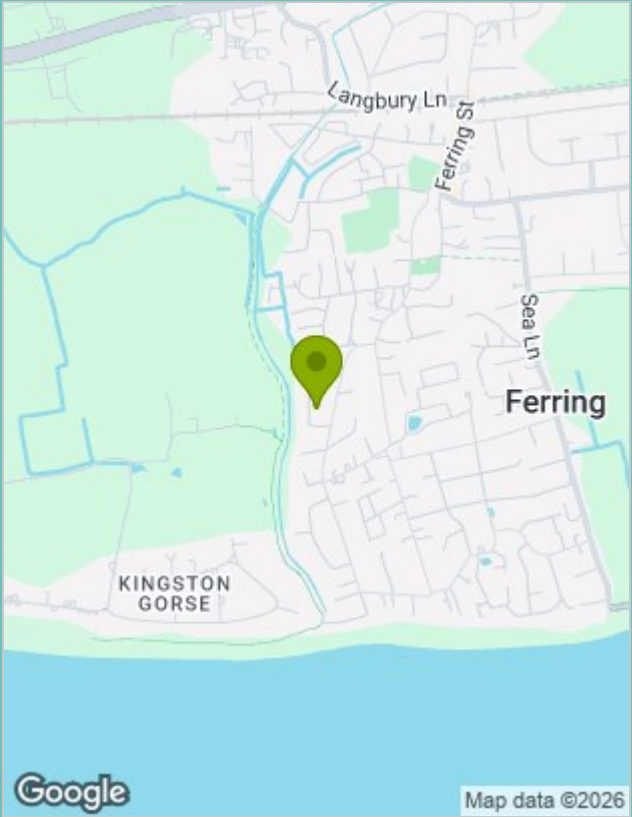 Langbury Ln
Ferring St
Sea Ln
Ferring
KINGSTON
GORSE
Google
Map data ©2026